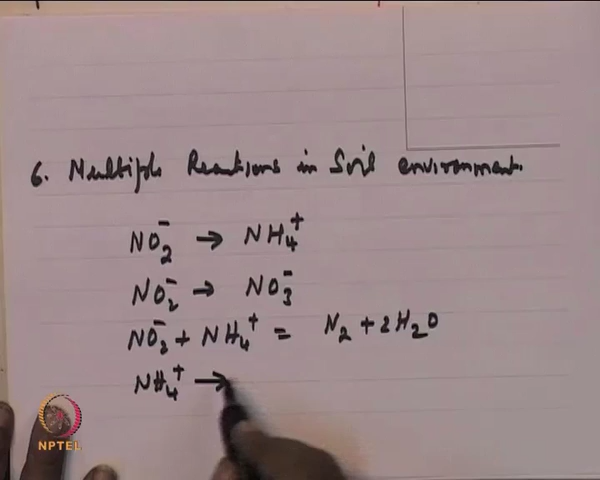 6. Multiple Reactions in Soil environment.
NO₂⁻ → NH₄⁺
NO₂⁻ → NO₃⁻
NO₂⁻ + NH₄⁺ = N₂ + 2H₂O
NH₄⁺ →
NPTEL